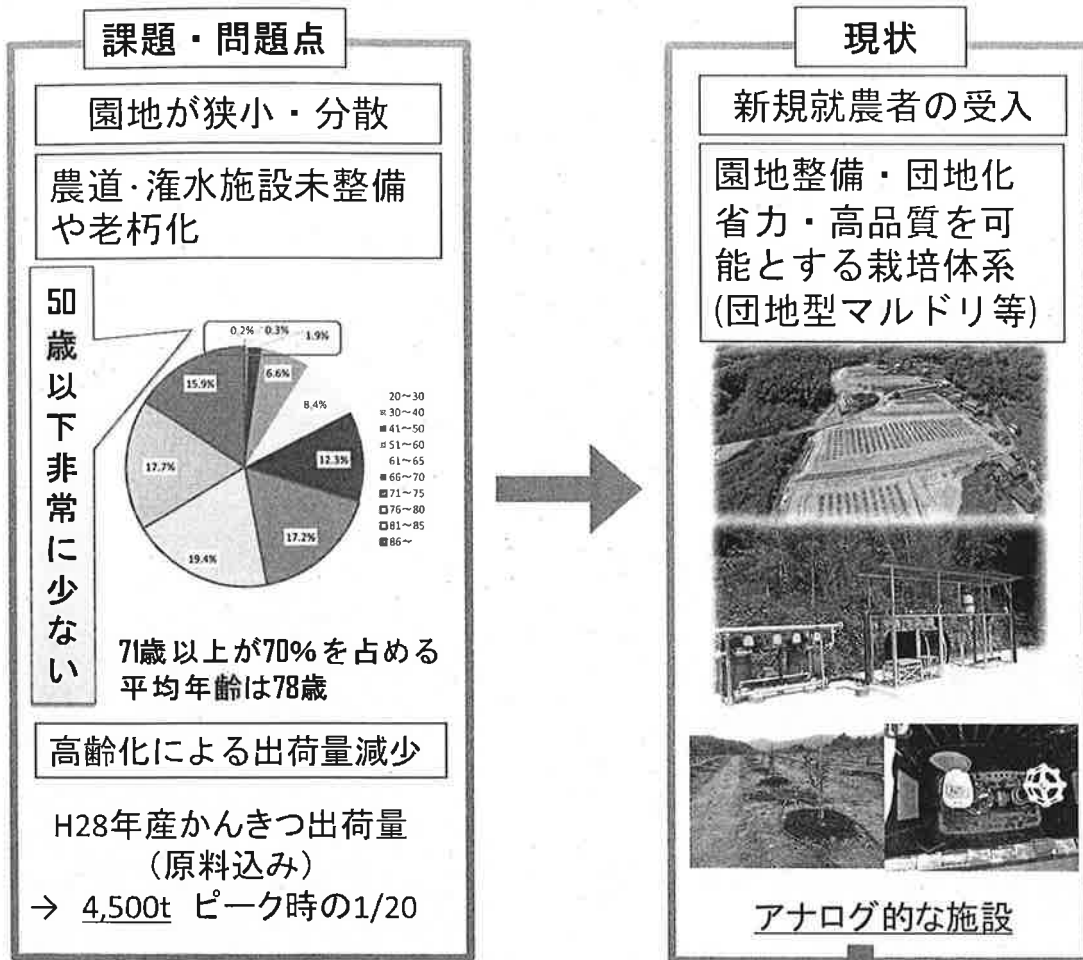 課題・問題点
園地が狭小・分散
農道・潅水施設未整備
や老朽化
50歳以下非常に少ない
0.2%
0.3%
1.9%
6.6%
8.4%
12.3%
17.2%
19.4%
17.7%
15.9%
20～30
30～40
41～50
51～60
61～65
66～70
71～75
76～80
81～85
86～
71歳以上が70%を占める
平均年齢は78歳
高齢化による出荷量減少
H28年産かんきつ出荷量
（原料込み）
→ 4,500t ピーク時の1/20
現状
新規就農者の受入
園地整備・団地化
省力・高品質を可
能とする栽培体系
(団地型マルドリ等)
アナログ的な施設